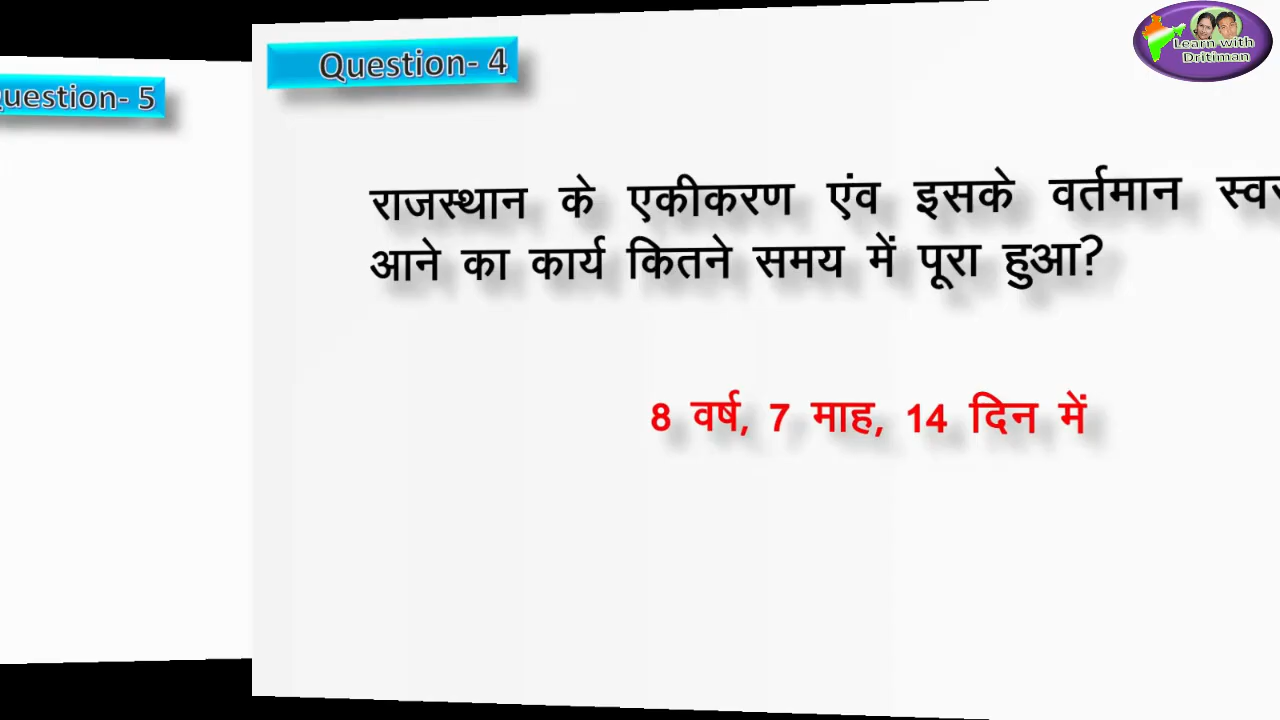 Question- 4
Learn with
Dritiman
Question- 5
राजस्थान के एकीकरण एंव इसके वर्तमान
आने का कार्य कितने समय में पूरा हुआ?
8 वर्ष, 7 माह, 14 दिन में